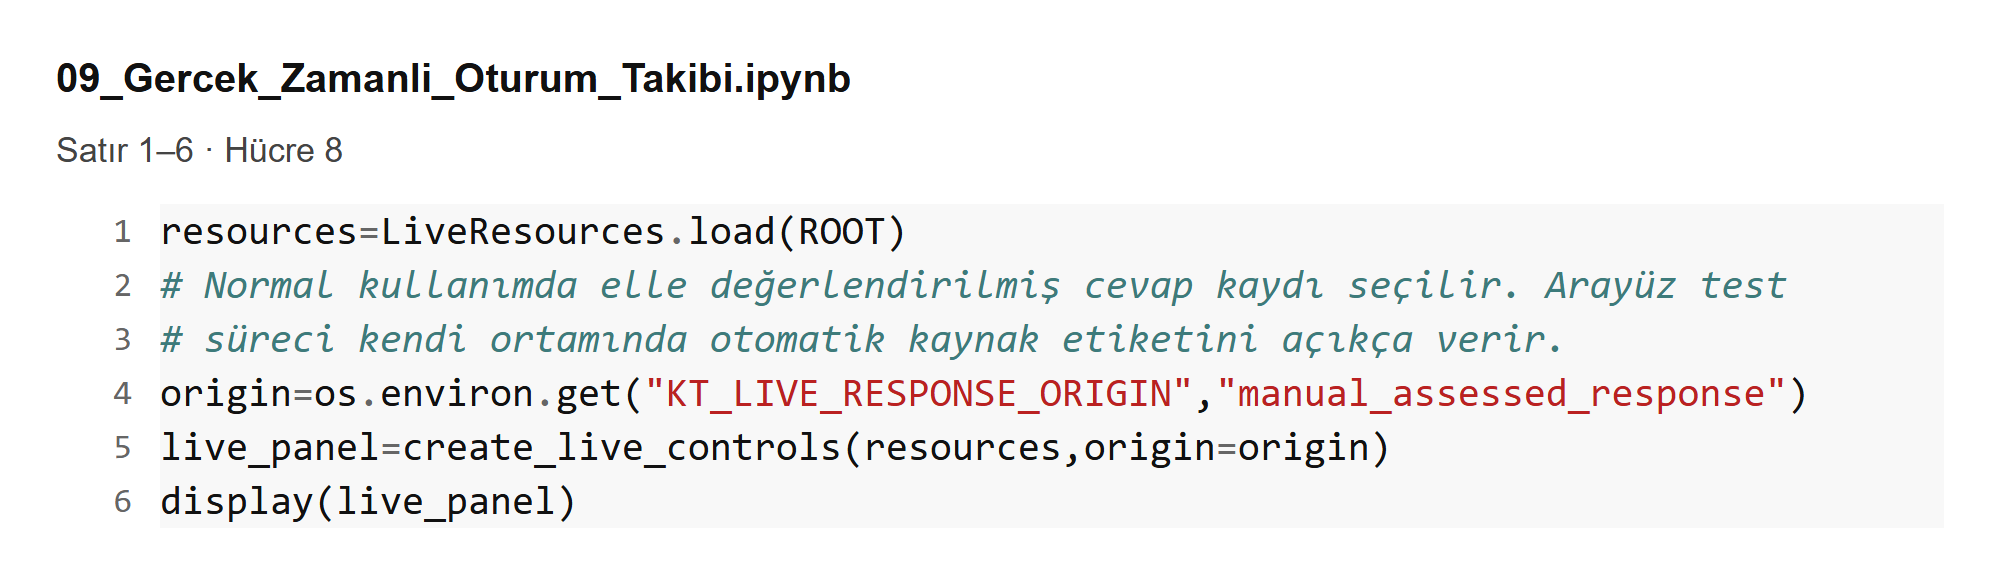 09_Gercek_Zamanli_Oturum_Takibi.ipynb
Satır 1–6 · Hücre 8
1 resources=LiveResources.load(ROOT)
2 # Normal kullanımda elle değerlendirilmiş cevap kaydı seçilir. Arayüz test
3 # süreci kendi ortamında otomatik kaynak etiketini açıkça verir.
4 origin=os.environ.get("KT_LIVE_RESPONSE_ORIGIN","manual_assessed_response")
5 live_panel=create_live_controls(resources,origin=origin)
6 display(live_panel)